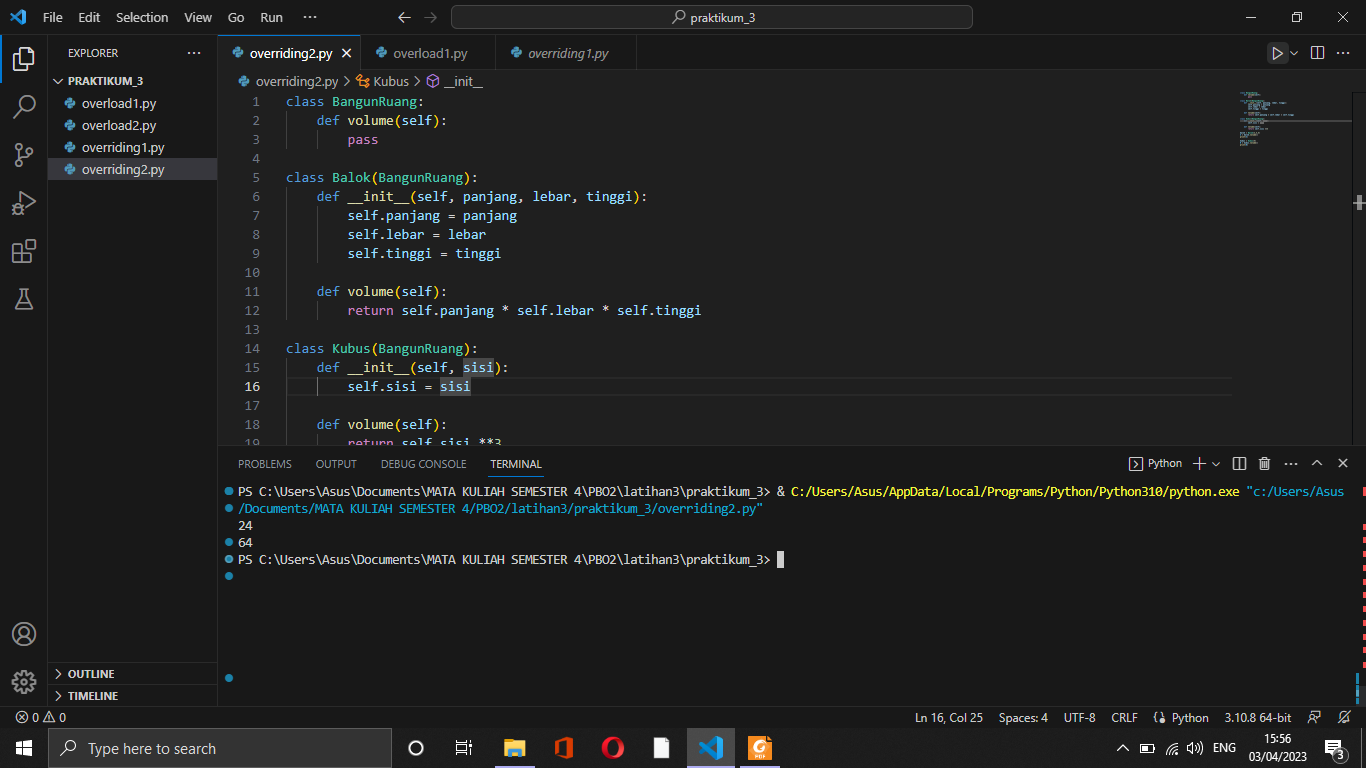 File Edit Selection View Go Run ··· praktikum_3
EXPLORER ···
PRAKTIKUM_3
overload1.py
overload2.py
overriding1.py
overriding2.py
OUTLINE
TIMELINE
overriding2.py overload1.py overriding1.py
overriding2.py > Kubus > __init__
1 class BangunRuang:
2     def volume(self):
3         pass
4
5 class Balok(BangunRuang):
6     def __init__(self, panjang, lebar, tinggi):
7         self.panjang = panjang
8         self.lebar = lebar
9         self.tinggi = tinggi
10
11     def volume(self):
12         return self.panjang * self.lebar * self.tinggi
13
14 class Kubus(BangunRuang):
15     def __init__(self, sisi):
16         self.sisi = sisi
17
18     def volume(self):
19         return self.sisi **3
PROBLEMS OUTPUT DEBUG CONSOLE TERMINAL Python
PS C:\Users\Asus\Documents\MATA KULIAH SEMESTER 4\PBO2\latihan3\praktikum_3> & C:/Users/Asus/AppData/Local/Programs/Python/Python310/python.exe "c:/Users/Asus
/Documents/MATA KULIAH SEMESTER 4/PBO2/latihan3/praktikum_3/overriding2.py"
24
64
PS C:\Users\Asus\Documents\MATA KULIAH SEMESTER 4\PBO2\latihan3\praktikum_3>
0 0 Ln 16, Col 25 Spaces: 4 UTF-8 CRLF Python 3.10.8 64-bit
Type here to search
ENG
15:56
03/04/2023
3